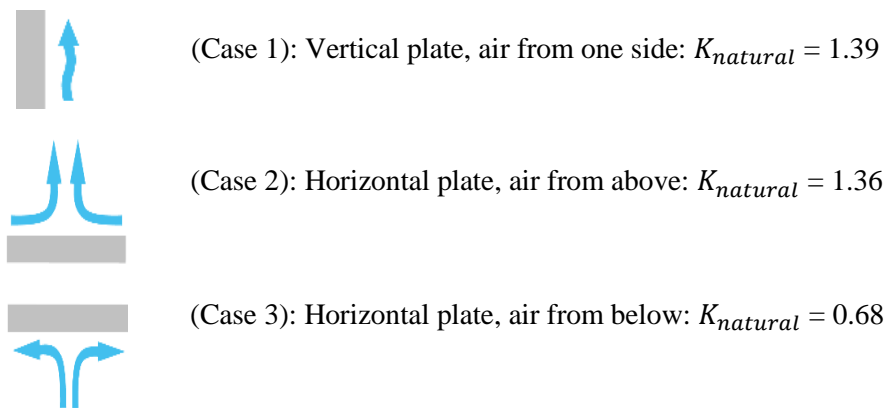 (Case 1): Vertical plate, air from one side: K_natural = 1.39
(Case 2): Horizontal plate, air from above: K_natural = 1.36
(Case 3): Horizontal plate, air from below: K_natural = 0.68